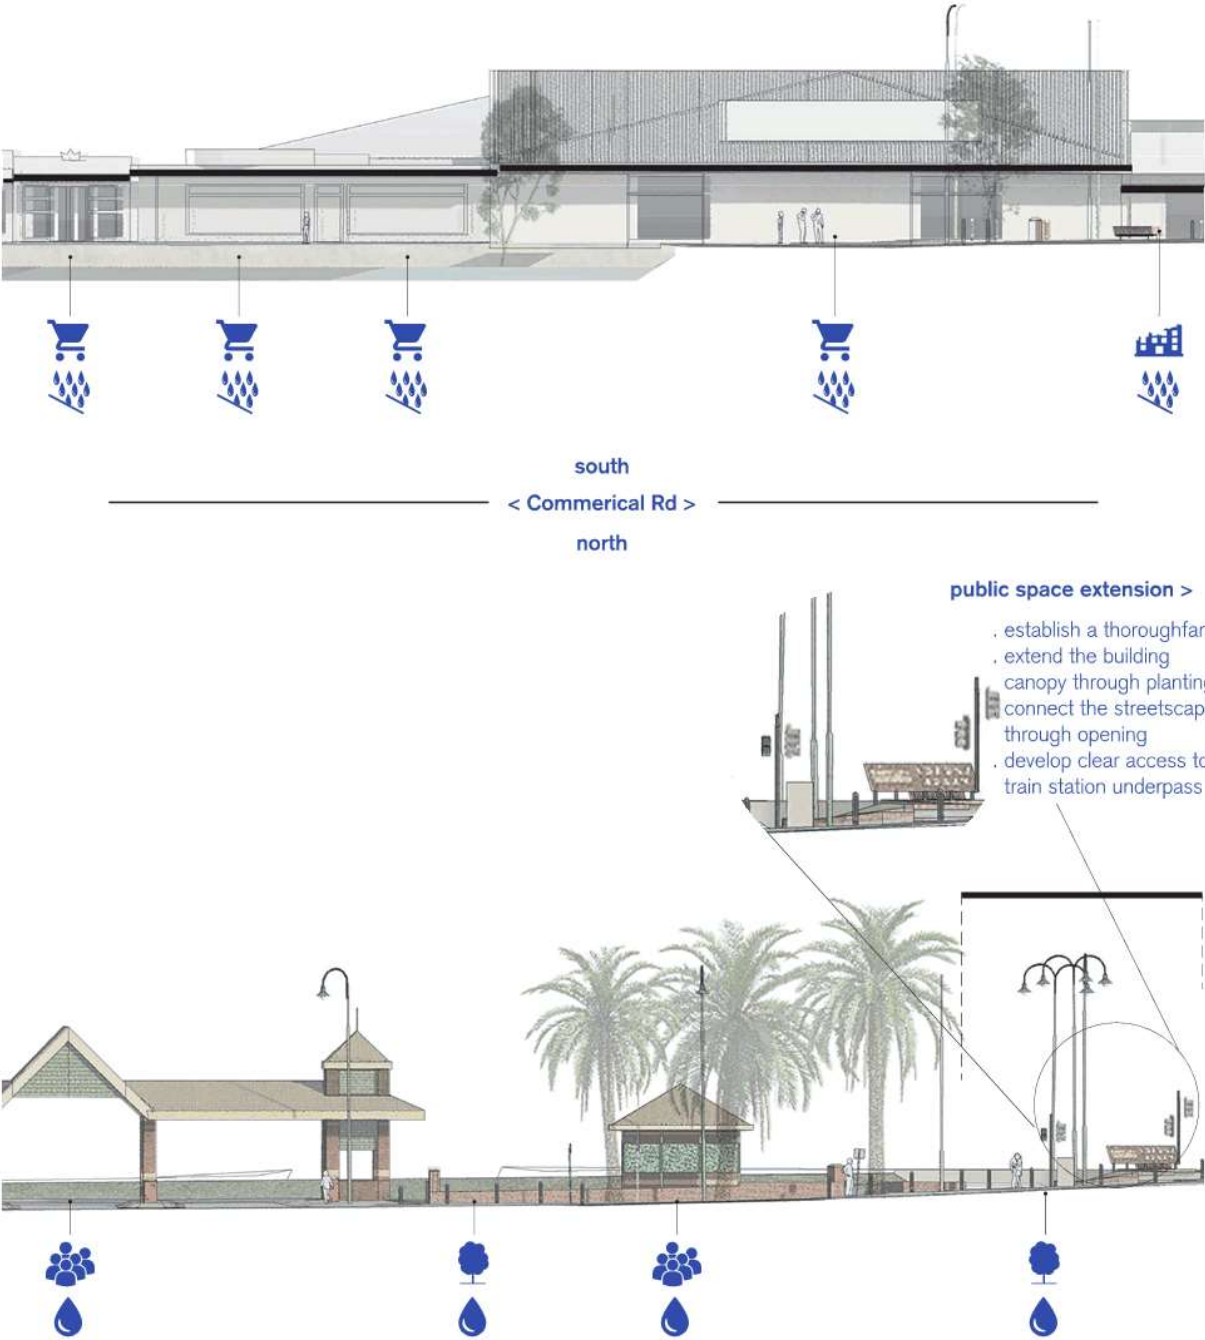 south
< Commerical Rd >
north
public space extension >
. establish a thoroughfar
. extend the building
canopy through planting
connect the streetscap
through opening
. develop clear access to
train station underpass